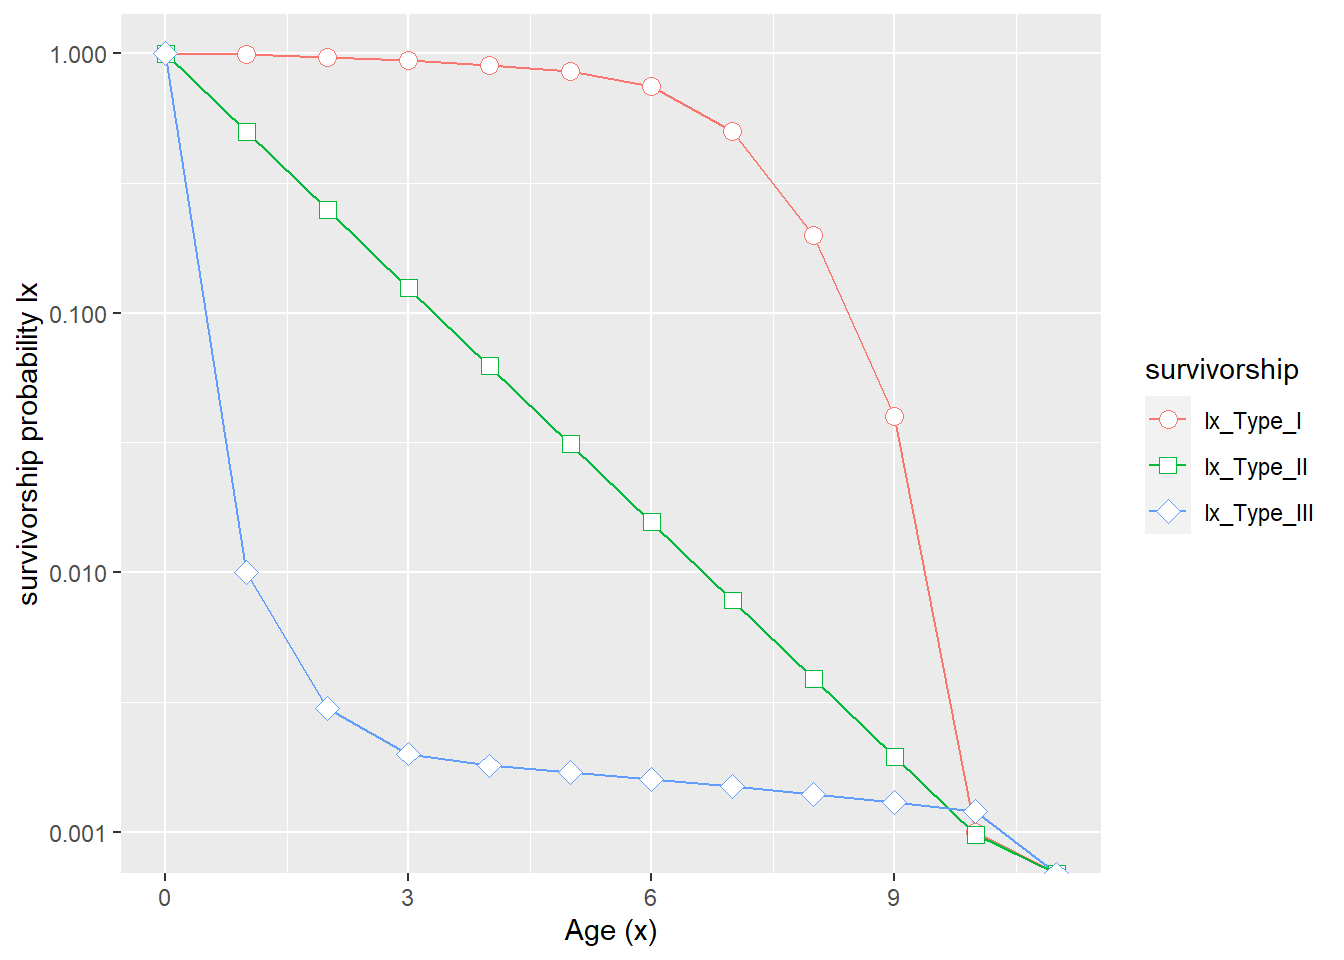 1.000
0.100
0.010
0.001
survivorship probability lx
0 3 6 9
Age (x)
survivorship
lx_Type_I
lx_Type_II
lx_Type_III